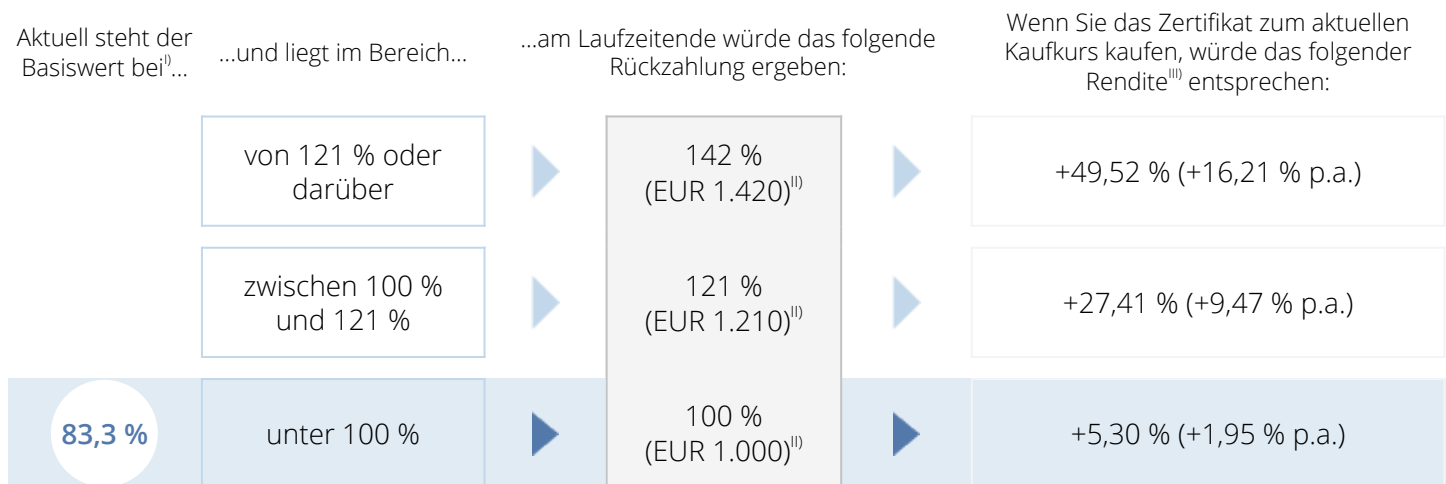 Aktuell steht der
Basiswert bei I)...
...und liegt im Bereich...
...am Laufzeitende würde das folgende
Rückzahlung ergeben:
Wenn Sie das Zertifikat zum aktuellen
Kaufkurs kaufen, würde das folgender
Rendite III) entsprechen:
von 121 % oder
darüber
142 %
(EUR 1.420) II)
+49,52 % (+16,21 % p.a.)
zwischen 100 %
und 121 %
121 %
(EUR 1.210) II)
+27,41 % (+9,47 % p.a.)
83,3 %
unter 100 %
100 %
(EUR 1.000) II)
+5,30 % (+1,95 % p.a.)